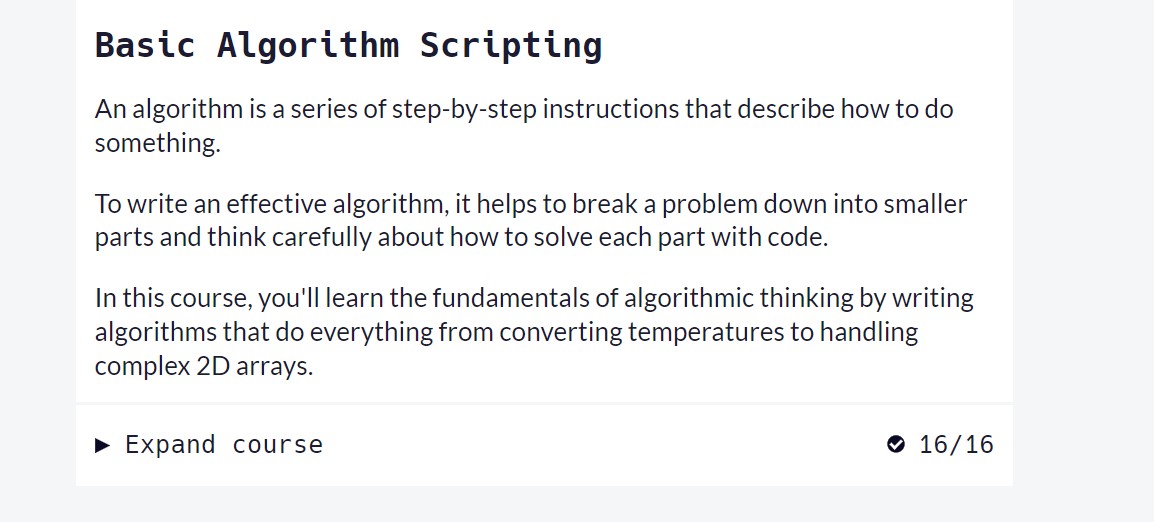 Basic Algorithm Scripting
An algorithm is a series of step-by-step instructions that describe how to do
something.
To write an effective algorithm, it helps to break a problem down into smaller
parts and think carefully about how to solve each part with code.
In this course, you'll learn the fundamentals of algorithmic thinking by writing
algorithms that do everything from converting temperatures to handling
complex 2D arrays.
Expand course 16/16